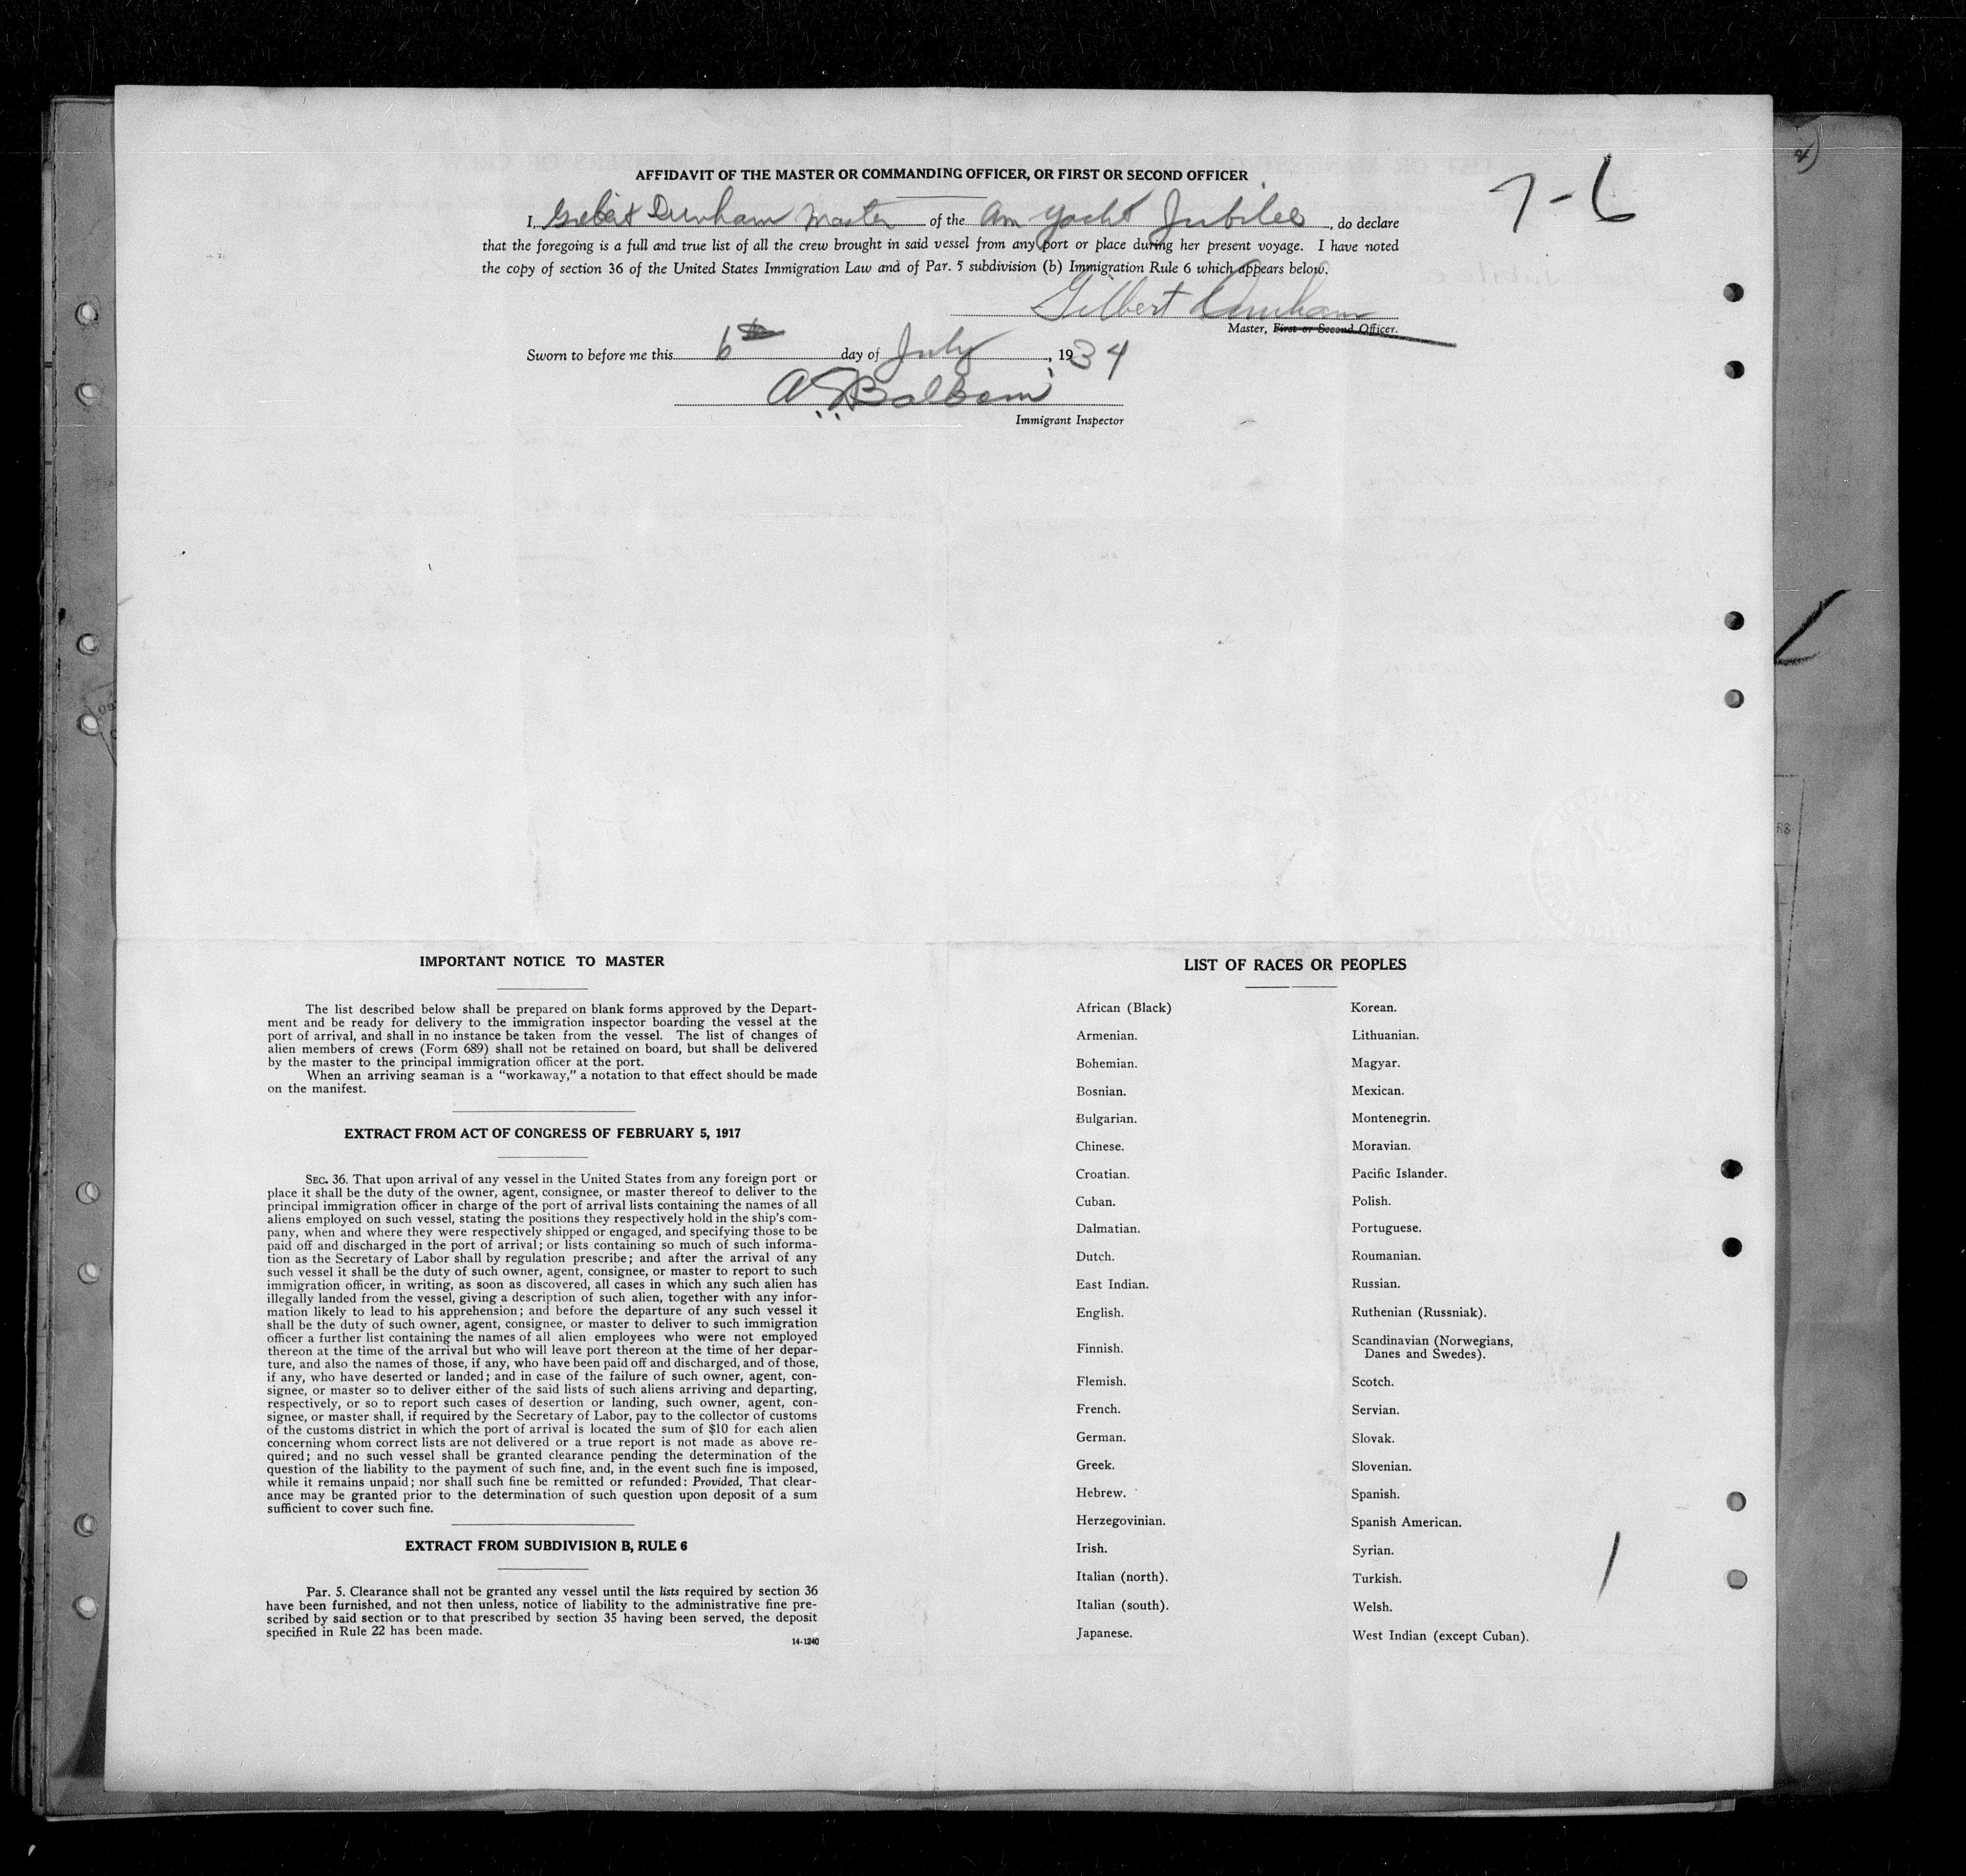 AFFIDAVIT OF THE MASTER OR COMMANDING OFFICER, OR FIRST OR SECOND OFFICER
7-6
I, Gilbert Dunham Master of the Am Yacht Jubilee, do declare
that the foregoing is a full and true list of all the crew brought in said vessel from any port or place during her present voyage. I have noted
the copy of section 36 of the United States Immigration Law and of Par. 5 subdivision (b) Immigration Rule 6 which appears below.
Gilbert Dunham
Master, First or Second Officer.
Sworn to before me this 6th day of July, 1934
Immigrant Inspector
IMPORTANT NOTICE TO MASTER
The list described below shall be prepared on blank forms approved by the Depart-
ment and be ready for delivery to the immigration inspector boarding the vessel at the
port of arrival, and shall in no instance be taken from the vessel. The list of changes of
alien members of crews (Form 689) shall not be retained on board, but shall be delivered
by the master to the principal immigration officer at the port.
When an arriving seaman is a "workaway," a notation to that effect should be made
on the manifest.
EXTRACT FROM ACT OF CONGRESS OF FEBRUARY 5, 1917
SEC. 36. That upon arrival of any vessel in the United States from any foreign port or
place it shall be the duty of the owner, agent, consignee, or master thereof to deliver to the
principal immigration officer in charge of the port of arrival lists containing the names of all
aliens employed on such vessel, stating the positions they respectively hold in the ship's com-
pany, when and where they were respectively shipped or engaged, and specifying those to be
paid off and discharged in the port of arrival; or lists containing so much of such informa-
tion as the Secretary of Labor shall by regulation prescribe; and after the arrival of any
such vessel it shall be the duty of such owner, agent, consignee, or master to report to such
immigration officer, in writing, as soon as discovered, all cases in which any such alien has
illegally landed from the vessel, giving a description of such alien, together with any infor-
mation likely to lead to his apprehension; and before the departure of any such vessel it
shall be the duty of such owner, agent, consignee, or master to deliver to such immigration
officer a further list containing the names of all alien employees who were not employed
thereon at the time of the arrival but who will leave port thereon at the time of her depar-
ture, and also the names of those, if any, who have been paid off and discharged, and of those,
if any, who have deserted or landed; and in case of the failure of such owner, agent, con-
signee, or master so to deliver either of the said lists of such aliens arriving and departing,
respectively, or so to report such cases of desertion or landing, such owner, agent, con-
signee, or master shall, if required by the Secretary of Labor, pay to the collector of customs
of the customs district in which the port of arrival is located the sum of $10 for each alien
concerning whom correct lists are not delivered or a true report is not made as above re-
quired; and no such vessel shall be granted clearance pending the determination of the
question of the liability to the payment of such fine, and, in the event such fine is imposed,
while it remains unpaid; nor shall such fine be remitted or refunded: Provided, That clear-
ance may be granted prior to the determination of such question upon deposit of a sum
sufficient to cover such fine.
EXTRACT FROM SUBDIVISION B, RULE 6
Par. 5. Clearance shall not be granted any vessel until the lists required by section 36
have been furnished, and not then unless, notice of liability to the administrative fine pre-
scribed by said section or to that prescribed by section 35 having been served, the deposit
specified in Rule 22 has been made.
14-1240
LIST OF RACES OR PEOPLES
African (Black)
Armenian.
Bohemian.
Bosnian.
Bulgarian.
Chinese.
Croatian.
Cuban.
Dalmatian.
Dutch.
East Indian.
English.
Finnish.
Flemish.
French.
German.
Greek.
Hebrew.
Herzegovinian.
Irish.
Italian (north).
Italian (south).
Japanese.
Korean.
Lithuanian.
Magyar.
Mexican.
Montenegrin.
Moravian.
Pacific Islander.
Polish.
Portuguese.
Roumanian.
Russian.
Ruthenian (Russniak).
Scandinavian (Norwegians,
Danes and Swedes).
Scotch.
Servian.
Slovak.
Slovenian.
Spanish.
Spanish American.
Syrian.
Turkish.
Welsh.
West Indian (except Cuban).